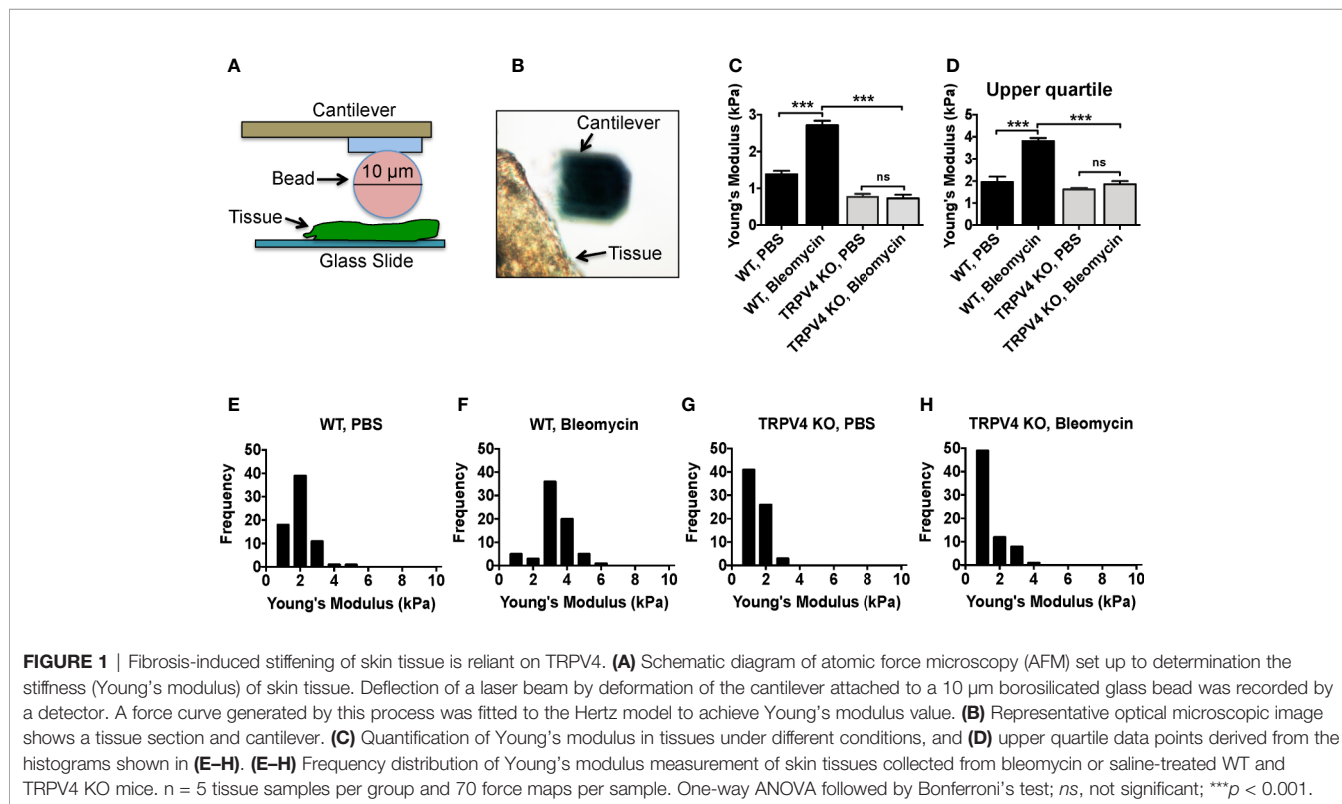 A
Cantilever
10 μm
Bead
Tissue
Glass Slide
B
Cantilever
Tissue
C
Young's Modulus (kPa)
3
2
1
0
***
***
ns
WT, PBS
WT, Bleomycin
TRPV4 KO, PBS
TRPV4 KO, Bleomycin
D
Upper quartile
Young's Modulus (kPa)
5
4
2
1
0
***
***
ns
WT, PBS
WT, Bleomycin
TRPV4 KO, PBS
TRPV4 KO, Bleomycin
E
WT, PBS
Frequency
50
40
30
20
10
0
0 2 4 6 8 10
Young's Modulus (kPa)
F
WT, Bleomycin
Frequency
50
40
30
20
10
0
0 2 4 6 8 10
Young's Modulus (kPa)
G
TRPV4 KO, PBS
Frequency
50
40
30
20
10
0
0 2 4 6 8 10
Young's Modulus (kPa)
H
TRPV4 KO, Bleomycin
Frequency
50
40
30
20
10
0
0 2 4 6 8 10
Young's Modulus (kPa)
FIGURE 1 | Fibrosis-induced stiffening of skin tissue is reliant on TRPV4. (A) Schematic diagram of atomic force microscopy (AFM) set up to determination the
stiffness (Young's modulus) of skin tissue. Deflection of a laser beam by deformation of the cantilever attached to a 10 μm borosilicated glass bead was recorded by
a detector. A force curve generated by this process was fitted to the Hertz model to achieve Young's modulus value. (B) Representative optical microscopic image
shows a tissue section and cantilever. (C) Quantification of Young's modulus in tissues under different conditions, and (D) upper quartile data points derived from the
histograms shown in (E–H). (E–H) Frequency distribution of Young's modulus measurement of skin tissues collected from bleomycin or saline-treated WT and
TRPV4 KO mice. n = 5 tissue samples per group and 70 force maps per sample. One-way ANOVA followed by Bonferroni's test; ns, not significant; ***p < 0.001.